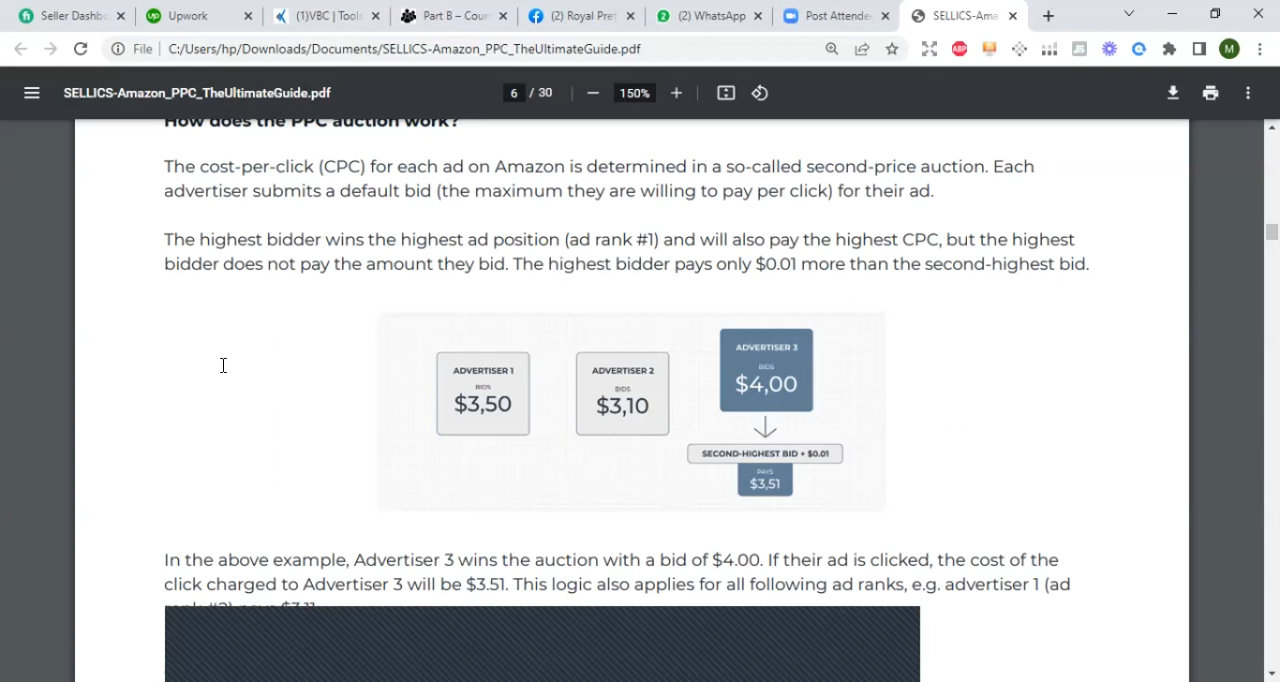 Seller Dashb
Upwork
(1)VBC | Tools
Part B – Cour
(2) Royal Pre
(2) WhatsApp
Post Attende
SELLICS-Ama
File
C:/Users/hp/Downloads/Documents/SELLICS-Amazon_PPC_TheUltimateGuide.pdf
ABP
JS
M
SELLICS-Amazon_PPC_TheUltimateGuide.pdf
6 / 30
150%
How does the PPC auction work?
The cost-per-click (CPC) for each ad on Amazon is determined in a so-called second-price auction. Each
advertiser submits a default bid (the maximum they are willing to pay per click) for their ad.
The highest bidder wins the highest ad position (ad rank #1) and will also pay the highest CPC, but the highest
bidder does not pay the amount they bid. The highest bidder pays only $0.01 more than the second-highest bid.
ADVERTISER 1
BIDS
$3,50
ADVERTISER 2
BIDS
$3,10
ADVERTISER 3
BIDS
$4,00
SECOND-HIGHEST BID + $0.01
PAYS
$3,51
In the above example, Advertiser 3 wins the auction with a bid of $4.00. If their ad is clicked, the cost of the
click charged to Advertiser 3 will be $3.51. This logic also applies for all following ad ranks, e.g. advertiser 1 (ad
rank #2) pays $3.11